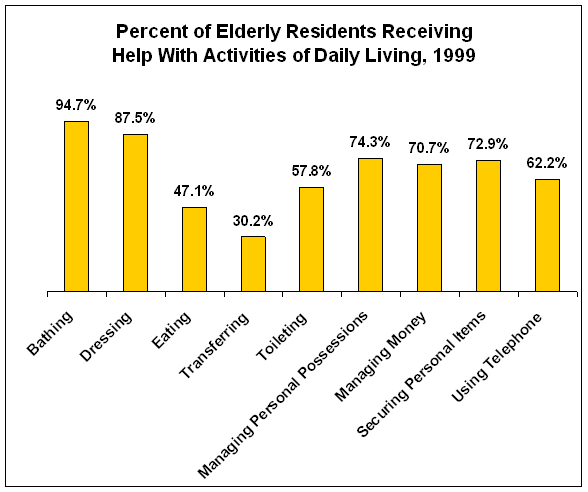 Percent of Elderly Residents Receiving
Help With Activities of Daily Living, 1999
94.7%
87.5%
47.1%
30.2%
57.8%
74.3%
70.7%
72.9%
62.2%
Bathing
Dressing
Eating
Transferring
Toileting
Managing Personal Possessions
Managing Money
Securing Personal Items
Using Telephone